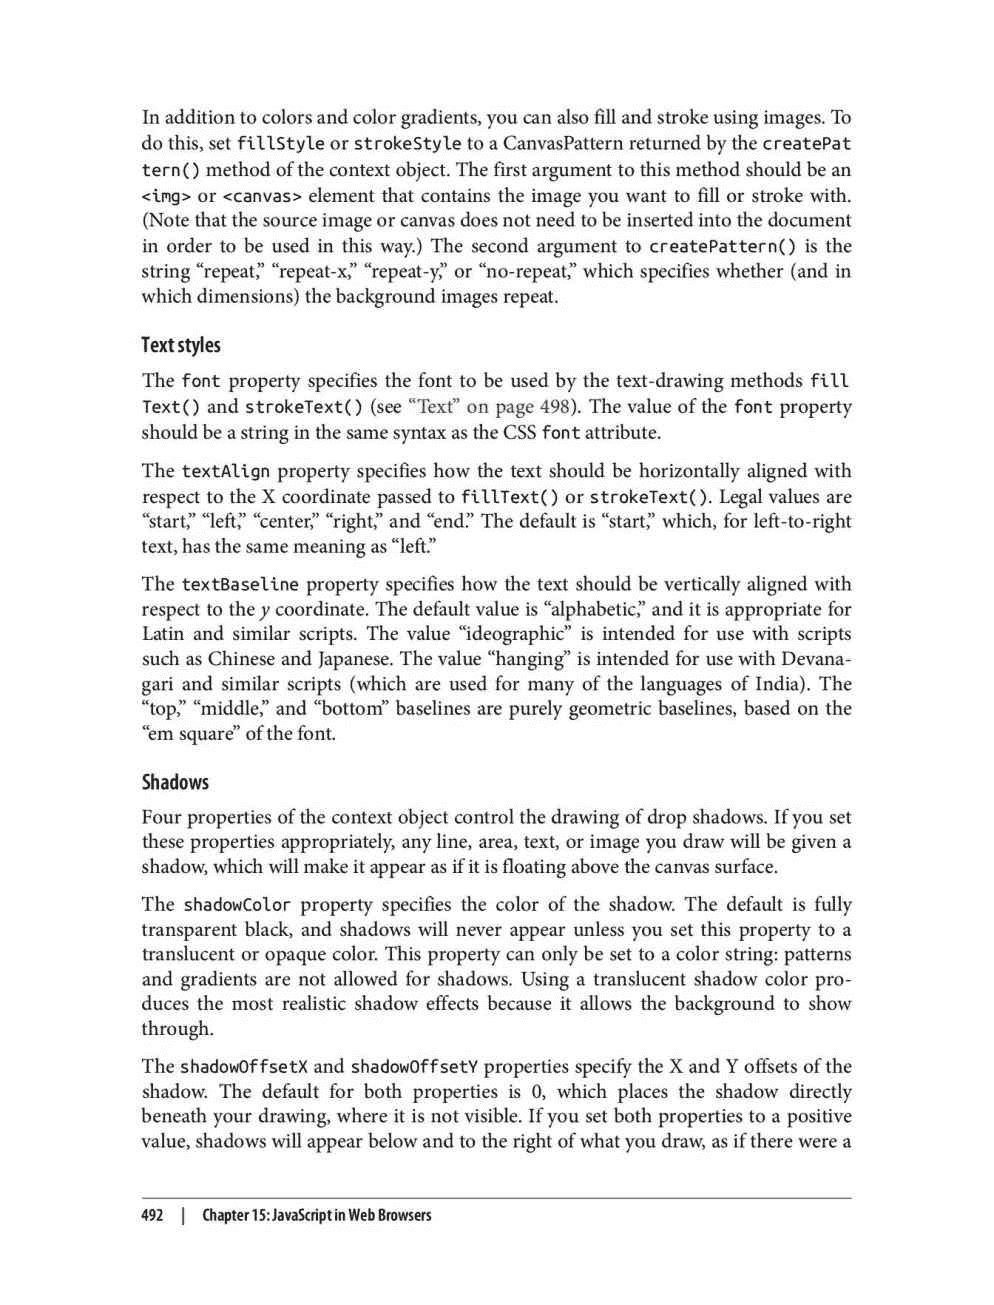 In addition to colors and color gradients, you can also fill and stroke using images. To
do this, set fillStyle or strokeStyle to a CanvasPattern returned by the createPat
tern() method of the context object. The first argument to this method should be an
<img> or <canvas> element that contains the image you want to fill or stroke with.
(Note that the source image or canvas does not need to be inserted into the document
in order to be used in this way.) The second argument to createPattern() is the
string “repeat,” “repeat-x,” “repeat-y,” or “no-repeat,” which specifies whether (and in
which dimensions) the background images repeat.
Text styles
The font property specifies the font to be used by the text-drawing methods fill
Text() and strokeText() (see “Text” on page 498). The value of the font property
should be a string in the same syntax as the CSS font attribute.
The textAlign property specifies how the text should be horizontally aligned with
respect to the X coordinate passed to fillText() or strokeText(). Legal values are
“start,” “left,” “center,” “right,” and “end.” The default is “start,” which, for left-to-right
text, has the same meaning as “left.”
The textBaseline property specifies how the text should be vertically aligned with
respect to the y coordinate. The default value is “alphabetic,” and it is appropriate for
Latin and similar scripts. The value “ideographic” is intended for use with scripts
such as Chinese and Japanese. The value “hanging” is intended for use with Devana-
gari and similar scripts (which are used for many of the languages of India). The
“top,” “middle,” and “bottom” baselines are purely geometric baselines, based on the
“em square” of the font.
Shadows
Four properties of the context object control the drawing of drop shadows. If you set
these properties appropriately, any line, area, text, or image you draw will be given a
shadow, which will make it appear as if it is floating above the canvas surface.
The shadowColor property specifies the color of the shadow. The default is fully
transparent black, and shadows will never appear unless you set this property to a
translucent or opaque color. This property can only be set to a color string: patterns
and gradients are not allowed for shadows. Using a translucent shadow color pro-
duces the most realistic shadow effects because it allows the background to show
through.
The shadowOffsetX and shadowOffsetY properties specify the X and Y offsets of the
shadow. The default for both properties is 0, which places the shadow directly
beneath your drawing, where it is not visible. If you set both properties to a positive
value, shadows will appear below and to the right of what you draw, as if there were a
492 | Chapter 15: JavaScript in Web Browsers